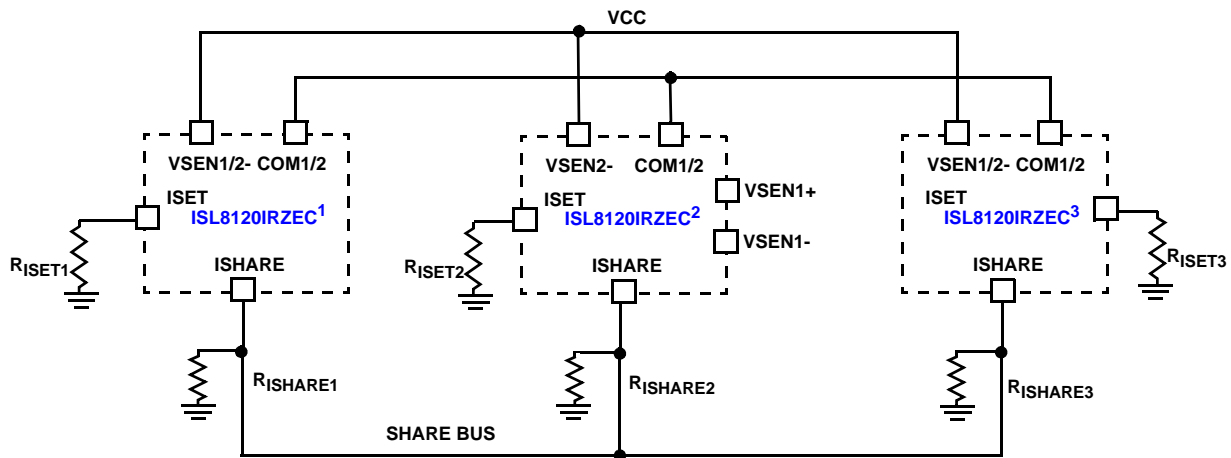 VCC
VSEN1/2- COM1/2
VSEN2- COM1/2
VSEN1/2- COM1/2
ISET
ISL8120IRZEC1
RISET1
ISHARE
ISET
ISL8120IRZEC2
VSEN1+
VSEN1-
RISET2
ISHARE
ISET
ISL8120IRZEC3
RISET3
ISHARE
RISHARE1
RISHARE2
RISHARE3
SHARE BUS